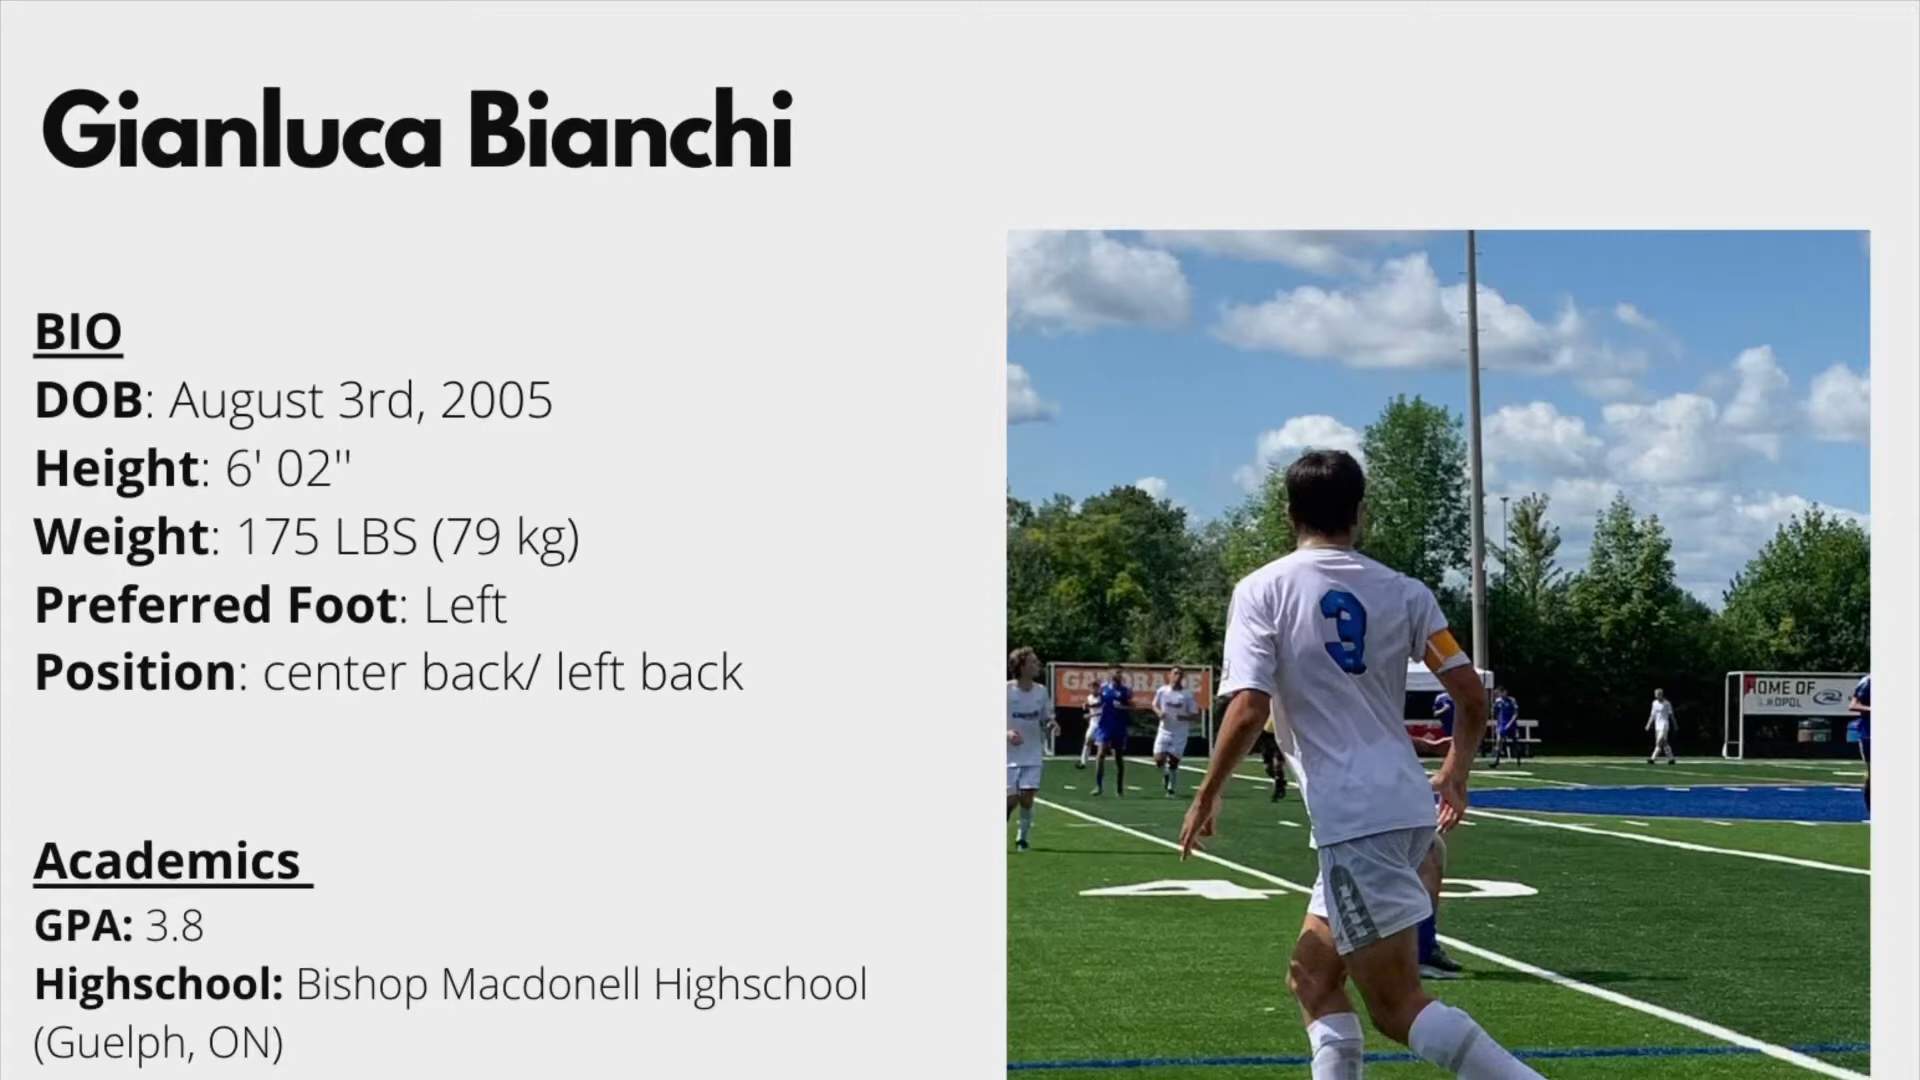 Gianluca Bianchi
BIO
DOB: August 3rd, 2005
Height: 6' 02"
Weight: 175 LBS (79 kg)
Preferred Foot: Left
Position: center back/ left back
Academics
GPA: 3.8
Highschool: Bishop Macdonell Highschool
(Guelph, ON)
3
GATORADE
HOME OF